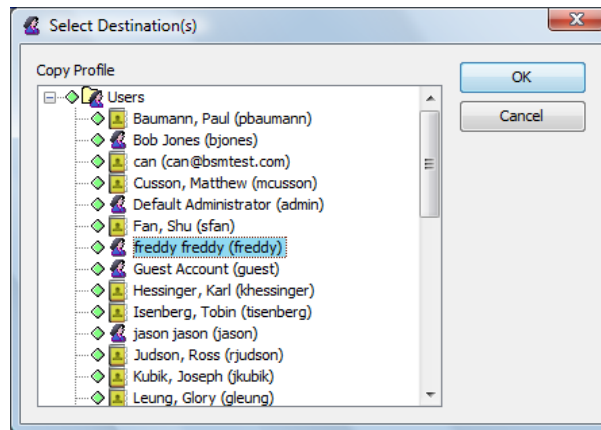 Select Destination(s)
Copy Profile
OK
Cancel
Users
Baumann, Paul (pbaumann)
Bob Jones (bjones)
can (can@bsmtest.com)
Cusson, Matthew (mcusson)
Default Administrator (admin)
Fan, Shu (sfan)
freddy freddy (freddy)
Guest Account (guest)
Hessinger, Karl (khessinger)
Isenberg, Tobin (tisenberg)
jason jason (jason)
Judson, Ross (rjudson)
Kubik, Joseph (jkubik)
Leung, Glory (gleung)